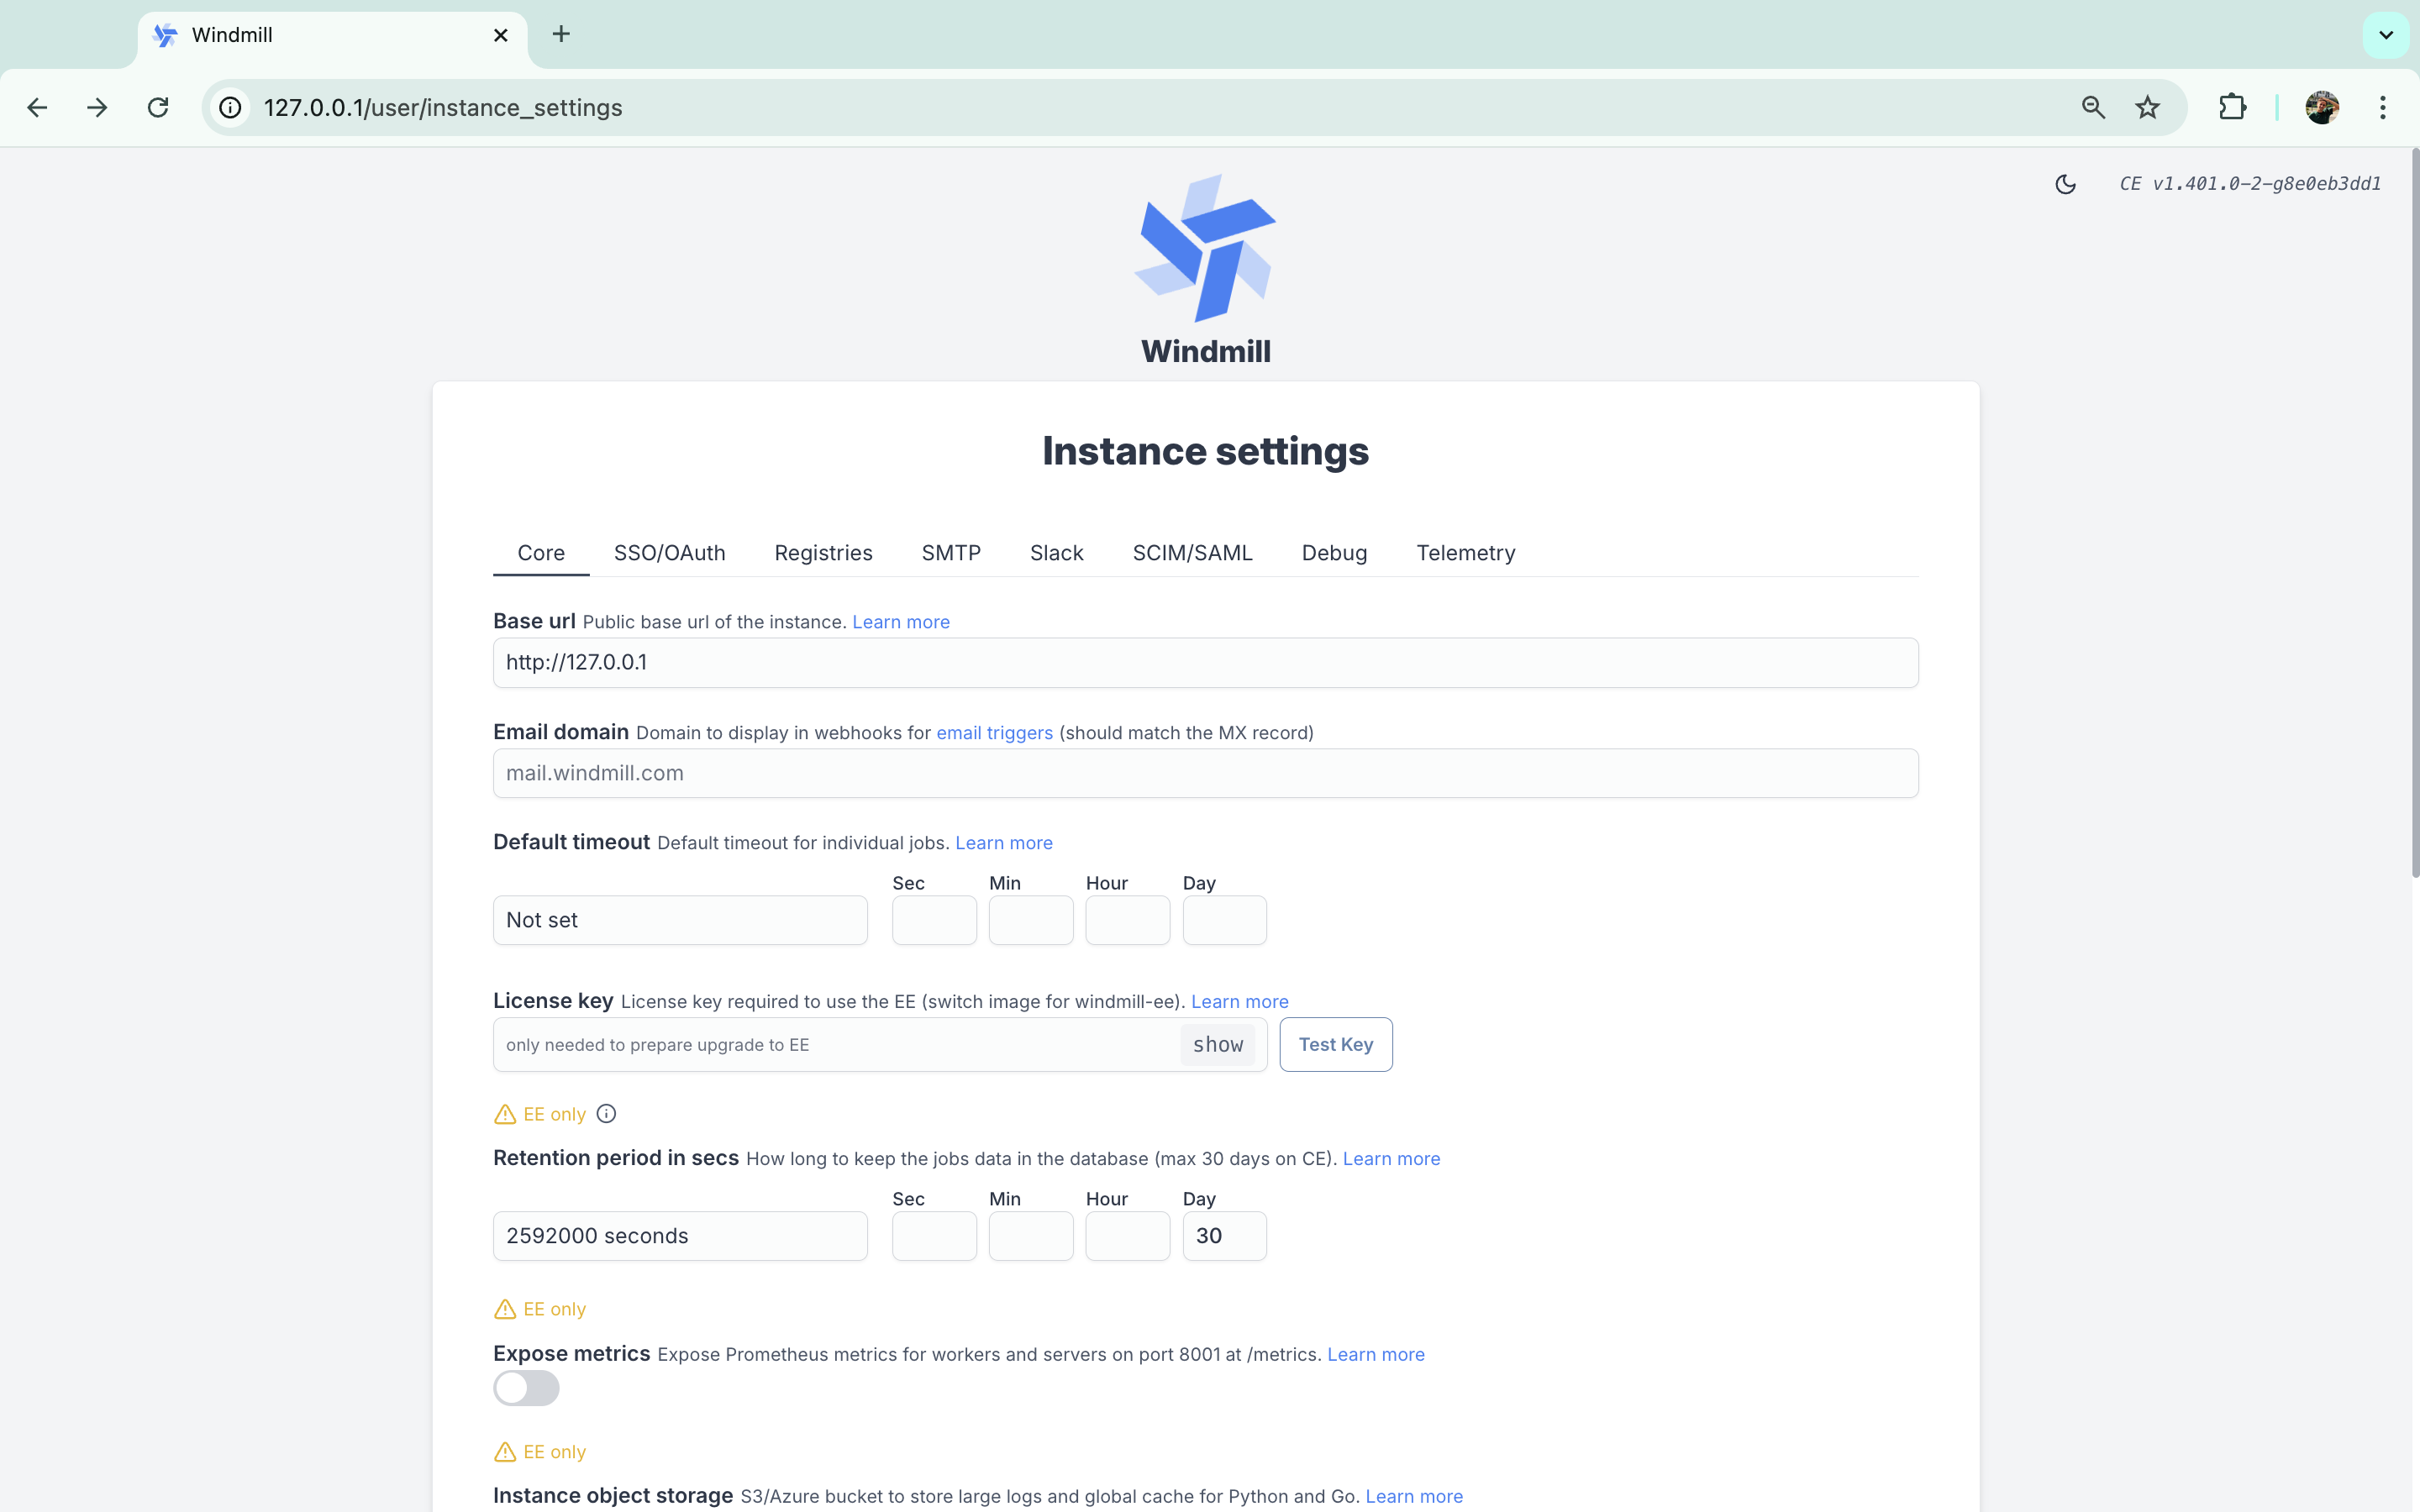 Windmill
127.0.0.1/user/instance_settings
CE v1.401.0-2-g8e0eb3dd1
Windmill
Instance settings
Core SSO/OAuth Registries SMTP Slack SCIM/SAML Debug Telemetry
Base url Public base url of the instance. Learn more
http://127.0.0.1
Email domain Domain to display in webhooks for email triggers (should match the MX record)
mail.windmill.com
Default timeout Default timeout for individual jobs. Learn more
Sec Min Hour Day
Not set
License key License key required to use the EE (switch image for windmill-ee). Learn more
only needed to prepare upgrade to EE show Test Key
EE only
Retention period in secs How long to keep the jobs data in the database (max 30 days on CE). Learn more
Sec Min Hour Day
2592000 seconds 30
EE only
Expose metrics Expose Prometheus metrics for workers and servers on port 8001 at /metrics. Learn more
EE only
Instance object storage S3/Azure bucket to store large logs and global cache for Python and Go. Learn more